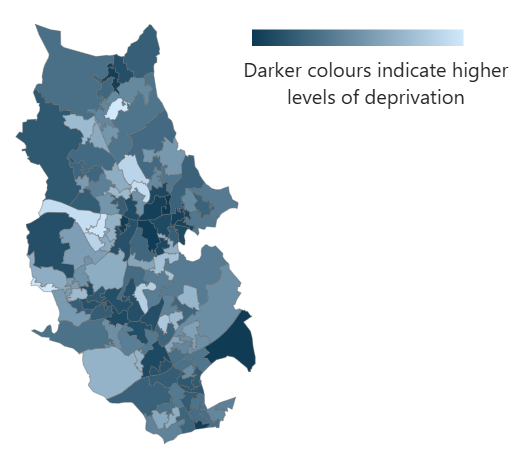 Darker colours indicate higher
levels of deprivation